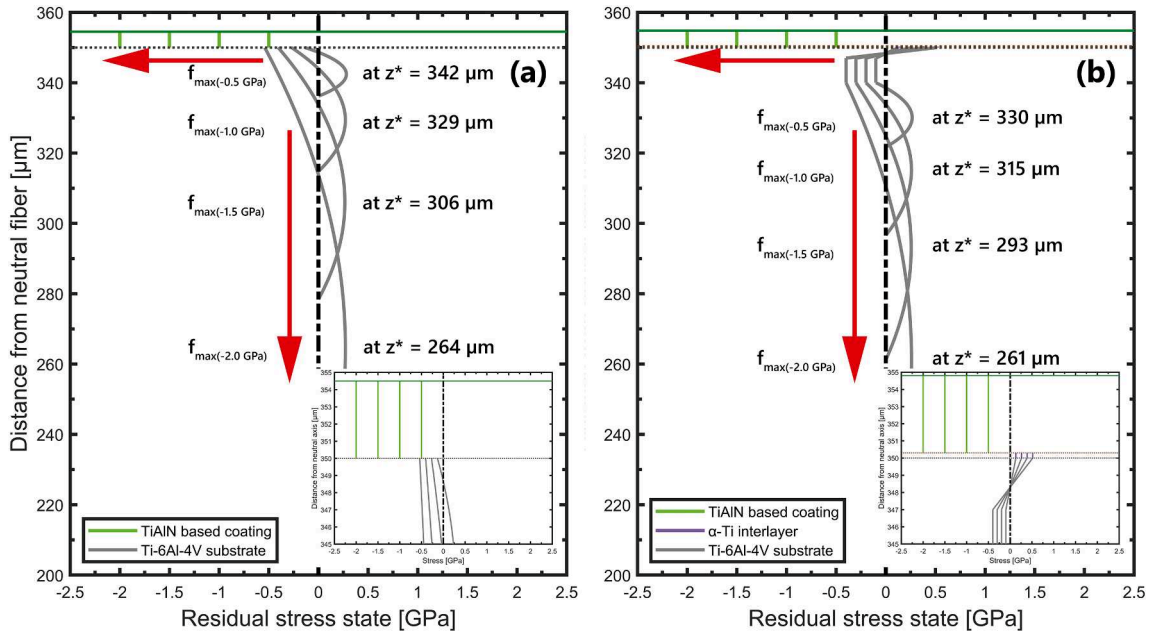 (a)
Distance from neutral fiber [µm]
360
340
320
300
280
260
240
220
200
-2.5 -2 -1.5 -1 -0.5 0 0.5 1 1.5 2 2.5
Residual stress state [GPa]
fmax(-0.5 GPa) at z* = 342 µm
fmax(-1.0 GPa) at z* = 329 µm
fmax(-1.5 GPa) at z* = 306 µm
fmax(-2.0 GPa) at z* = 264 µm
TiAlN based coating
Ti-6Al-4V substrate
Distance from neutral axis [µm]
355
354
353
352
351
350
349
348
347
346
345
-2.5 -2 -1.5 -1 -0.5 0 0.5 1 1.5 2 2.5
Stress [GPa]
(b)
360
340
320
300
280
260
240
220
200
-2.5 -2 -1.5 -1 -0.5 0 0.5 1 1.5 2 2.5
Residual stress state [GPa]
fmax(-0.5 GPa) at z* = 330 µm
fmax(-1.0 GPa) at z* = 315 µm
fmax(-1.5 GPa) at z* = 293 µm
fmax(-2.0 GPa) at z* = 261 µm
TiAlN based coating
α-Ti interlayer
Ti-6Al-4V substrate
Distance from neutral axis [µm]
355
354
353
352
351
350
349
348
347
346
345
-2.5 -2 -1.5 -1 -0.5 0 0.5 1 1.5 2 2.5
Stress [GPa]